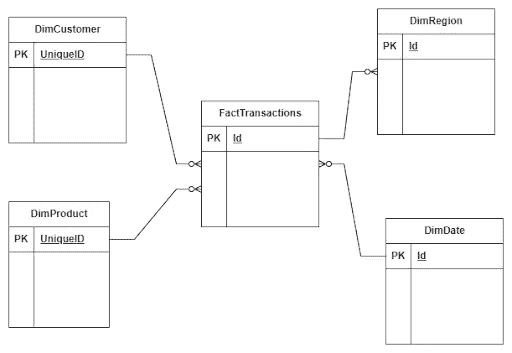 DimCustomer
PK UniqueID
DimRegion
PK Id
FactTransactions
PK Id
DimProduct
PK UniqueID
DimDate
PK Id